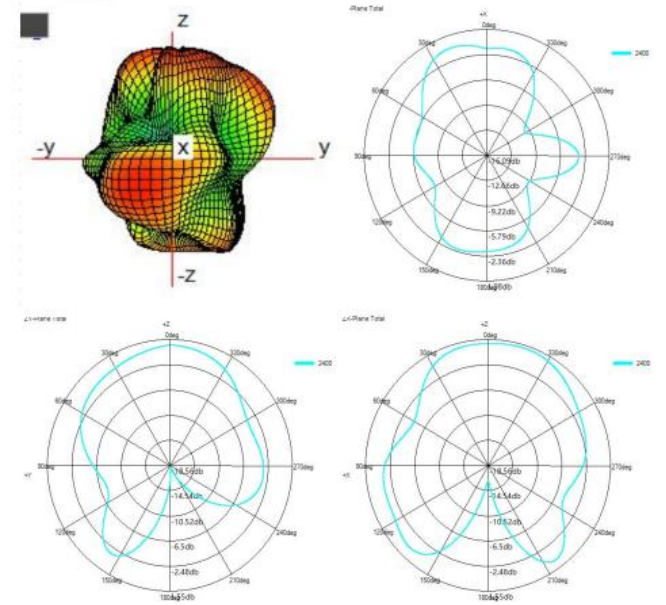 z
-y
x
y
-z
-Plane Total
+X
2400
30deg
330deg
60deg
300deg
90deg
270deg
120deg
240deg
150deg
210deg
-16.09db
-12.66db
-9.22db
-5.79db
-2.36db
+Z
0deg
2400
30deg
330deg
60deg
300deg
90deg
270deg
120deg
240deg
150deg
210deg
-18.56db
-14.54db
-10.52db
-6.5db
-2.48db
ZX-Plane Total
+Z
0deg
2400
30deg
330deg
60deg
300deg
90deg
270deg
120deg
240deg
150deg
210deg
-18.56db
-14.54db
-10.52db
-6.5db
-2.48db